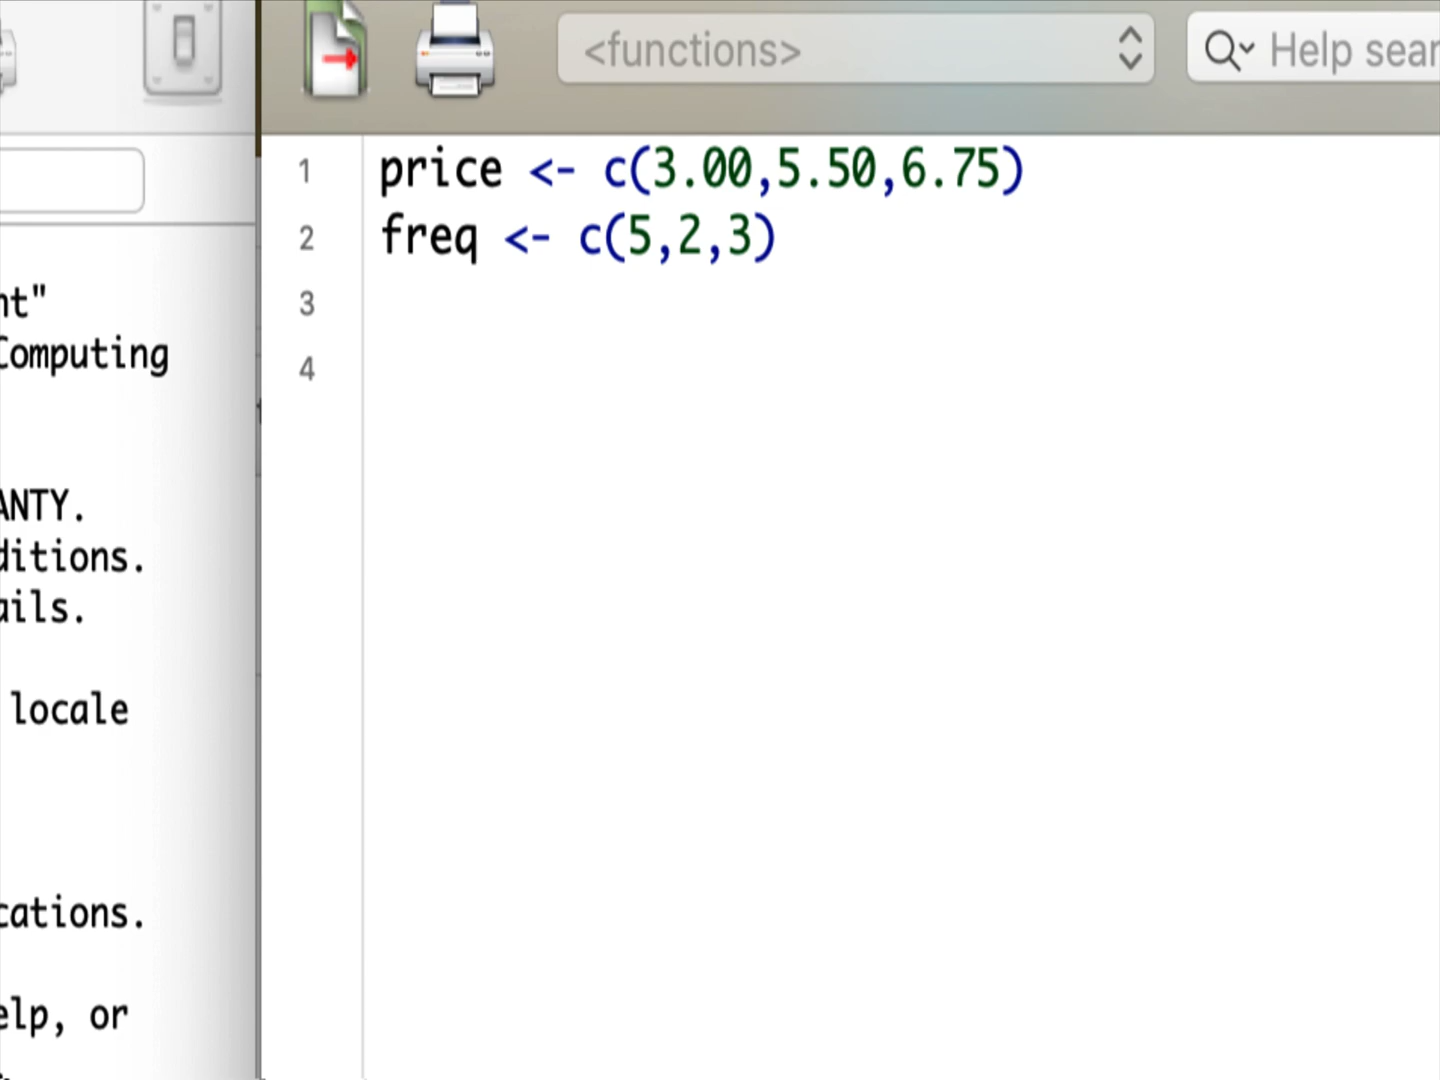 <functions>
Help sear
1 price <- c(3.00,5.50,6.75)
2 freq <- c(5,2,3)
3
4
nt"
Computing
ANTY.
ditions.
ails.
locale
cations.
elp, or